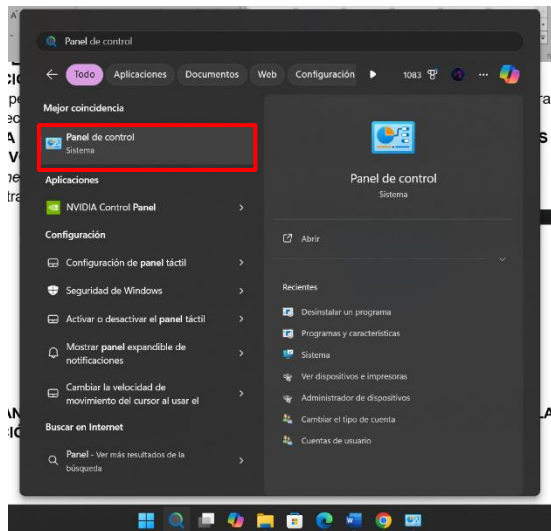 Panel de control
Todo Aplicaciones Documentos Web Configuración 1083 ...
Mejor coincidencia
Panel de control
Sistema
Aplicaciones
NVIDIA Control Panel
Configuración
Configuración de panel táctil
Seguridad de Windows
Activar o desactivar el panel táctil
Mostrar panel expandible de
notificaciones
Cambiar la velocidad de
movimiento del cursor al usar el
Buscar en Internet
Panel - Ver más resultados de la
búsqueda
Panel de control
Sistema
Abrir
Recientes
Desinstalar un programa
Programas y características
Sistema
Ver dispositivos e impresoras
Administrador de dispositivos
Cambiar el tipo de cuenta
Cuentas de usuario